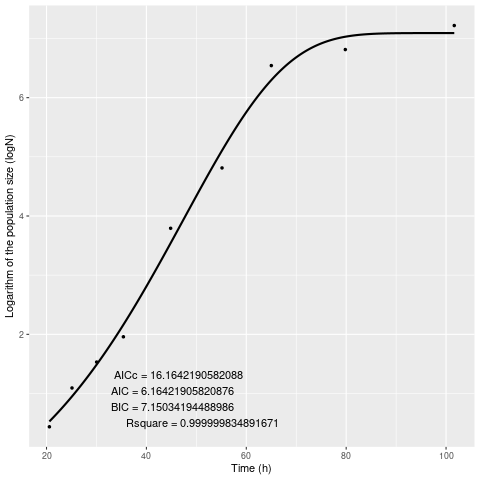 Logarithm of the population size (logN)
6
4
2
AICc = 16.1642190582088
AIC = 6.16421905820876
BIC = 7.15034194488986
Rsquare = 0.999999834891671
20 40 60 80 100
Time (h)